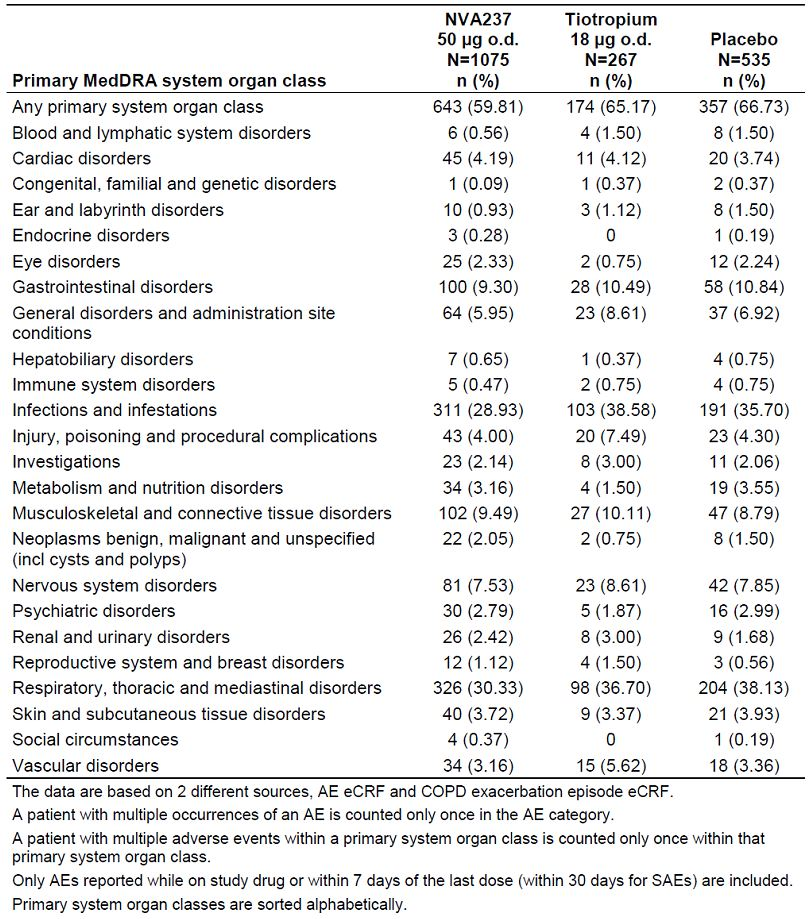 NVA237 Tiotropium
50 µg o.d. 18 µg o.d. Placebo
N=1075 N=267 N=535
Primary MedDRA system organ class n (%) n (%) n (%)
Any primary system organ class 643 (59.81) 174 (65.17) 357 (66.73)
Blood and lymphatic system disorders 6 (0.56) 4 (1.50) 8 (1.50)
Cardiac disorders 45 (4.19) 11 (4.12) 20 (3.74)
Congenital, familial and genetic disorders 1 (0.09) 1 (0.37) 2 (0.37)
Ear and labyrinth disorders 10 (0.93) 3 (1.12) 8 (1.50)
Endocrine disorders 3 (0.28) 0 1 (0.19)
Eye disorders 25 (2.33) 2 (0.75) 12 (2.24)
Gastrointestinal disorders 100 (9.30) 28 (10.49) 58 (10.84)
General disorders and administration site 64 (5.95) 23 (8.61) 37 (6.92)
conditions
Hepatobiliary disorders 7 (0.65) 1 (0.37) 4 (0.75)
Immune system disorders 5 (0.47) 2 (0.75) 4 (0.75)
Infections and infestations 311 (28.93) 103 (38.58) 191 (35.70)
Injury, poisoning and procedural complications 43 (4.00) 20 (7.49) 23 (4.30)
Investigations 23 (2.14) 8 (3.00) 11 (2.06)
Metabolism and nutrition disorders 34 (3.16) 4 (1.50) 19 (3.55)
Musculoskeletal and connective tissue disorders 102 (9.49) 27 (10.11) 47 (8.79)
Neoplasms benign, malignant and unspecified 22 (2.05) 2 (0.75) 8 (1.50)
(incl cysts and polyps)
Nervous system disorders 81 (7.53) 23 (8.61) 42 (7.85)
Psychiatric disorders 30 (2.79) 5 (1.87) 16 (2.99)
Renal and urinary disorders 26 (2.42) 8 (3.00) 9 (1.68)
Reproductive system and breast disorders 12 (1.12) 4 (1.50) 3 (0.56)
Respiratory, thoracic and mediastinal disorders 326 (30.33) 98 (36.70) 204 (38.13)
Skin and subcutaneous tissue disorders 40 (3.72) 9 (3.37) 21 (3.93)
Social circumstances 4 (0.37) 0 1 (0.19)
Vascular disorders 34 (3.16) 15 (5.62) 18 (3.36)
The data are based on 2 different sources, AE eCRF and COPD exacerbation episode eCRF.
A patient with multiple occurrences of an AE is counted only once in the AE category.
A patient with multiple adverse events within a primary system organ class is counted only once within that
primary system organ class.
Only AEs reported while on study drug or within 7 days of the last dose (within 30 days for SAEs) are included.
Primary system organ classes are sorted alphabetically.